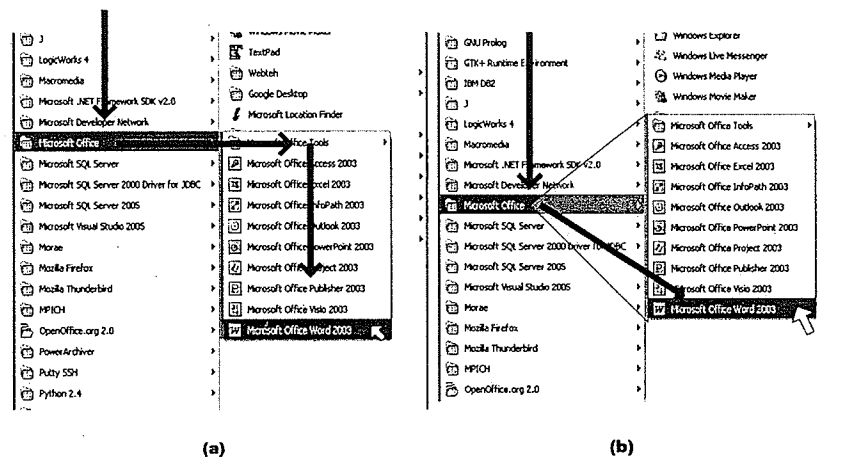 J
LogicWorks 4
Macromedia
Microsoft .NET Framework SDK v2.0
Microsoft Developer Network
Microsoft Office
Microsoft SQL Server
Microsoft SQL Server 2000 Driver for JDBC
Microsoft SQL Server 2005
Microsoft Visual Studio 2005
Morae
Mozilla Firefox
Mozilla Thunderbird
MPICH
OpenOffice.org 2.0
PowerArchiver
Putty SSH
Python 2.4
TextPad
Webteh
Google Desktop
Microsoft Location Finder
Office Tools
Microsoft Office Access 2003
Microsoft Office Excel 2003
Microsoft Office InfoPath 2003
Microsoft Office Outlook 2003
Microsoft Office PowerPoint 2003
Microsoft Office Project 2003
Microsoft Office Publisher 2003
Microsoft Office Visio 2003
Microsoft Office Word 2003
(a)
GNU Prolog
GTK+ Runtime Environment
IBM DB2
J
LogicWorks 4
Macromedia
Microsoft .NET Framework SDK v2.0
Microsoft Developer Network
Microsoft Office
Microsoft SQL Server
Microsoft SQL Server 2000 Driver for JDBC
Microsoft SQL Server 2005
Microsoft Visual Studio 2005
Morae
Mozilla Firefox
Mozilla Thunderbird
MPICH
OpenOffice.org 2.0
Windows Explorer
Windows Live Messenger
Windows Media Player
Windows Movie Maker
Microsoft Office Tools
Microsoft Office Access 2003
Microsoft Office Excel 2003
Microsoft Office InfoPath 2003
Microsoft Office Outlook 2003
Microsoft Office PowerPoint 2003
Microsoft Office Project 2003
Microsoft Office Publisher 2003
Microsoft Office Visio 2003
Microsoft Office Word 2003
(b)